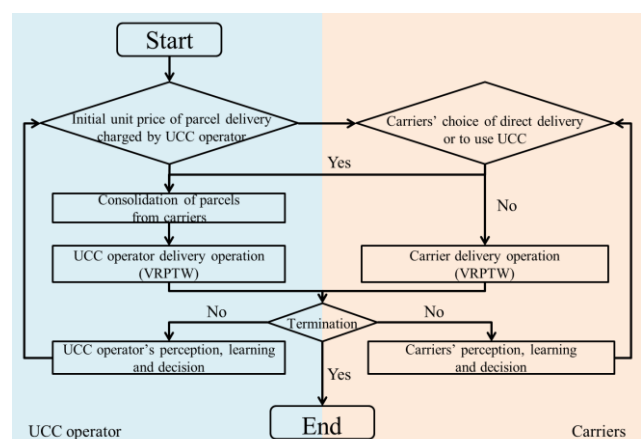 Start
Initial unit price of parcel delivery
charged by UCC operator
Carriers' choice of direct delivery
or to use UCC
Yes
Consolidation of parcels
from carriers
No
UCC operator delivery operation
(VRPTW)
Carrier delivery operation
(VRPTW)
No
Termination
No
UCC operator's perception, learning
and decision
Carriers' perception, learning
and decision
Yes
End
UCC operator
Carriers